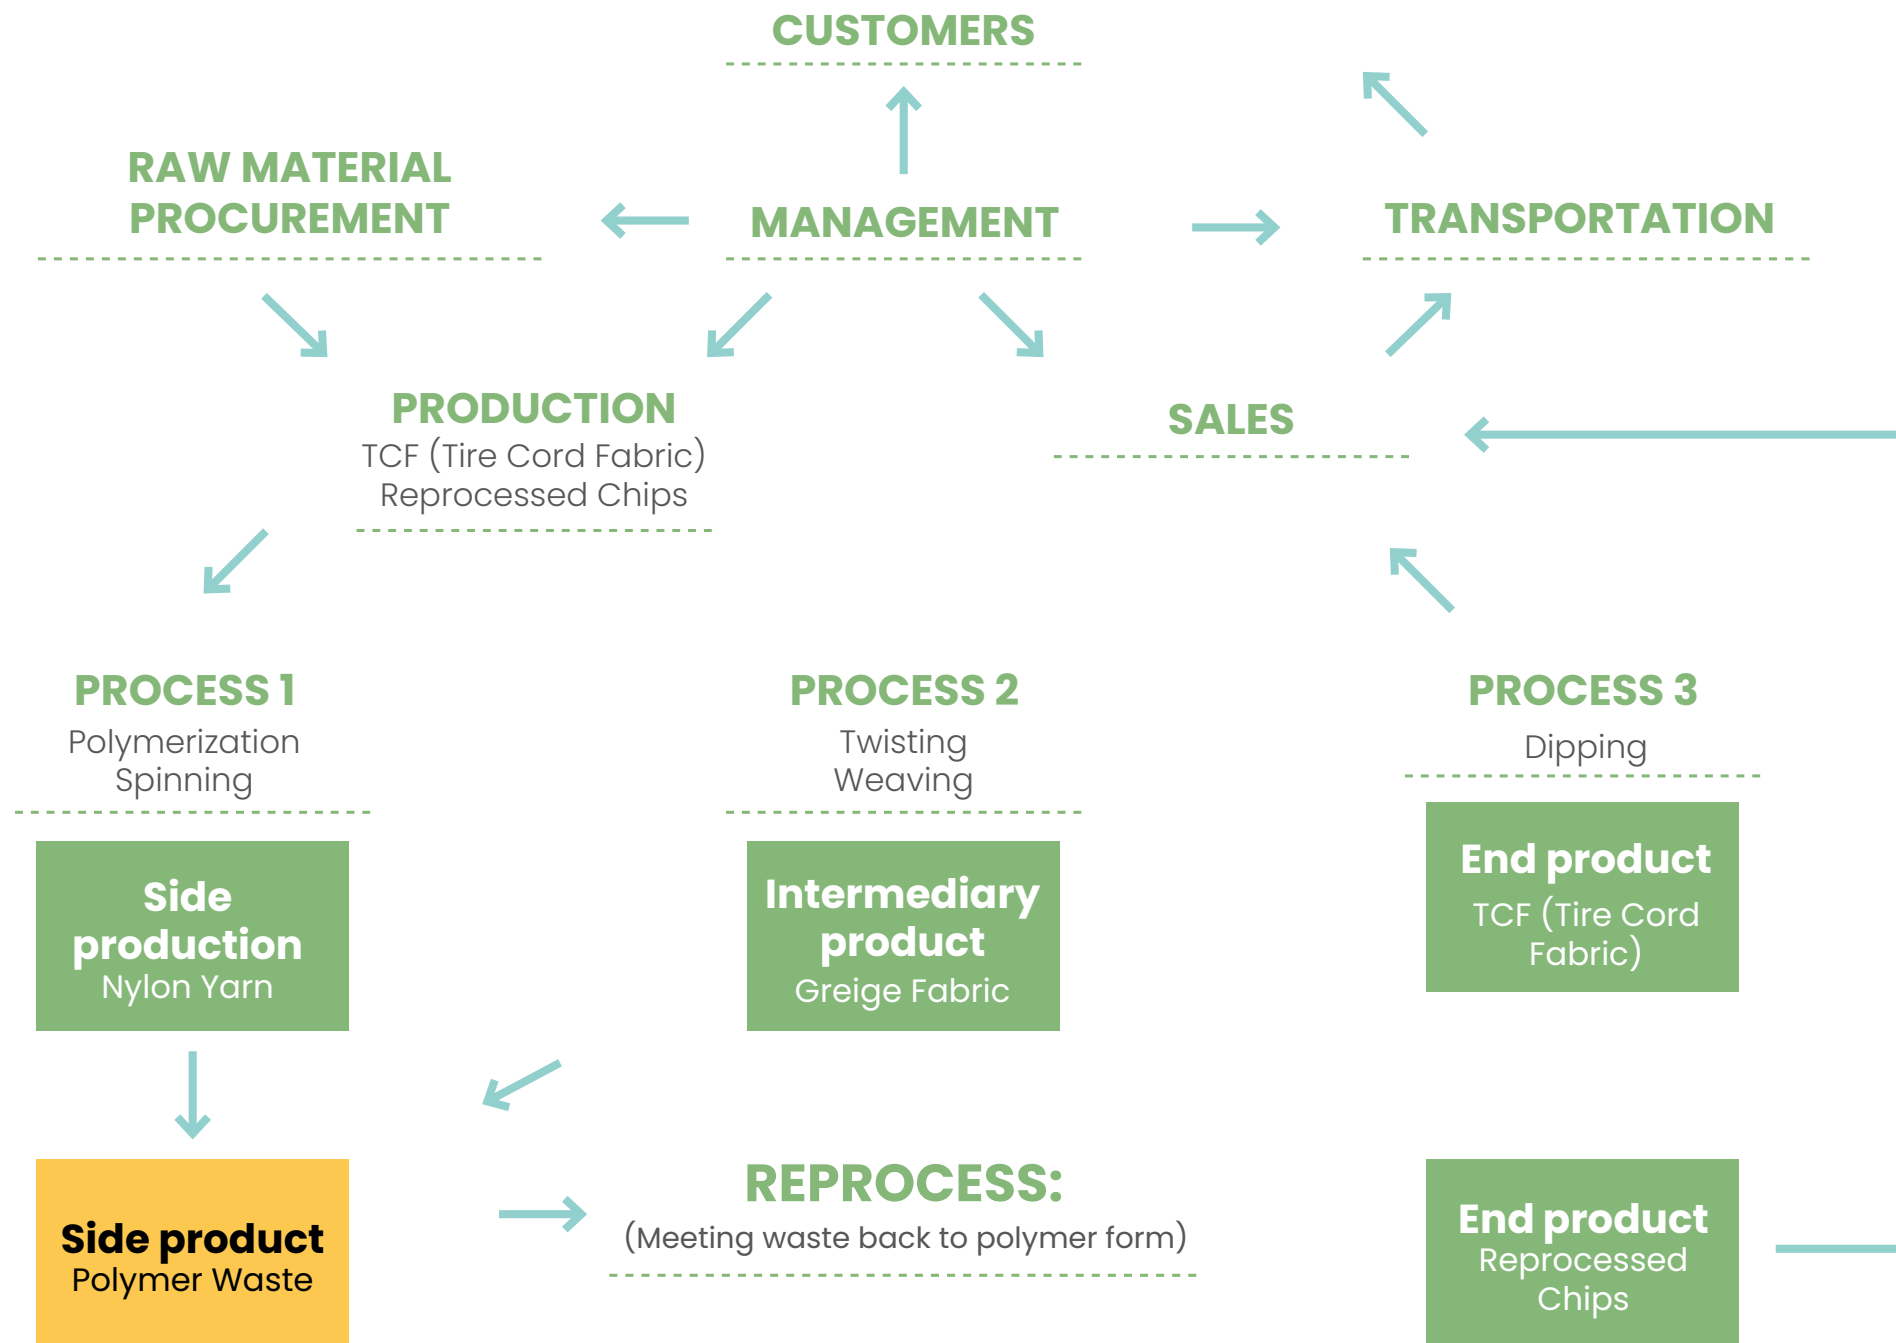 CUSTOMERS
RAW MATERIAL
PROCUREMENT
MANAGEMENT
TRANSPORTATION
PRODUCTION
TCF (Tire Cord Fabric)
Reprocessed Chips
SALES
PROCESS 1
Polymerization
Spinning
PROCESS 2
Twisting
Weaving
PROCESS 3
Dipping
Side
production
Nylon Yarn
Intermediary
product
Greige Fabric
End product
TCF (Tire Cord
Fabric)
Side product
Polymer Waste
REPROCESS:
(Meeting waste back to polymer form)
End product
Reprocessed
Chips